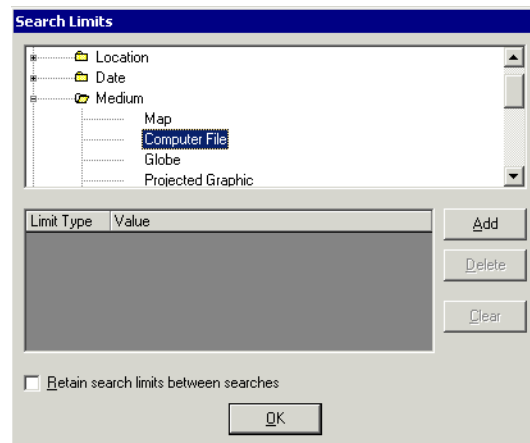 Search Limits
Location
Date
Medium
Map
Computer File
Globe
Projected Graphic
Limit Type Value
Add
Delete
Clear
Retain search limits between searches
OK